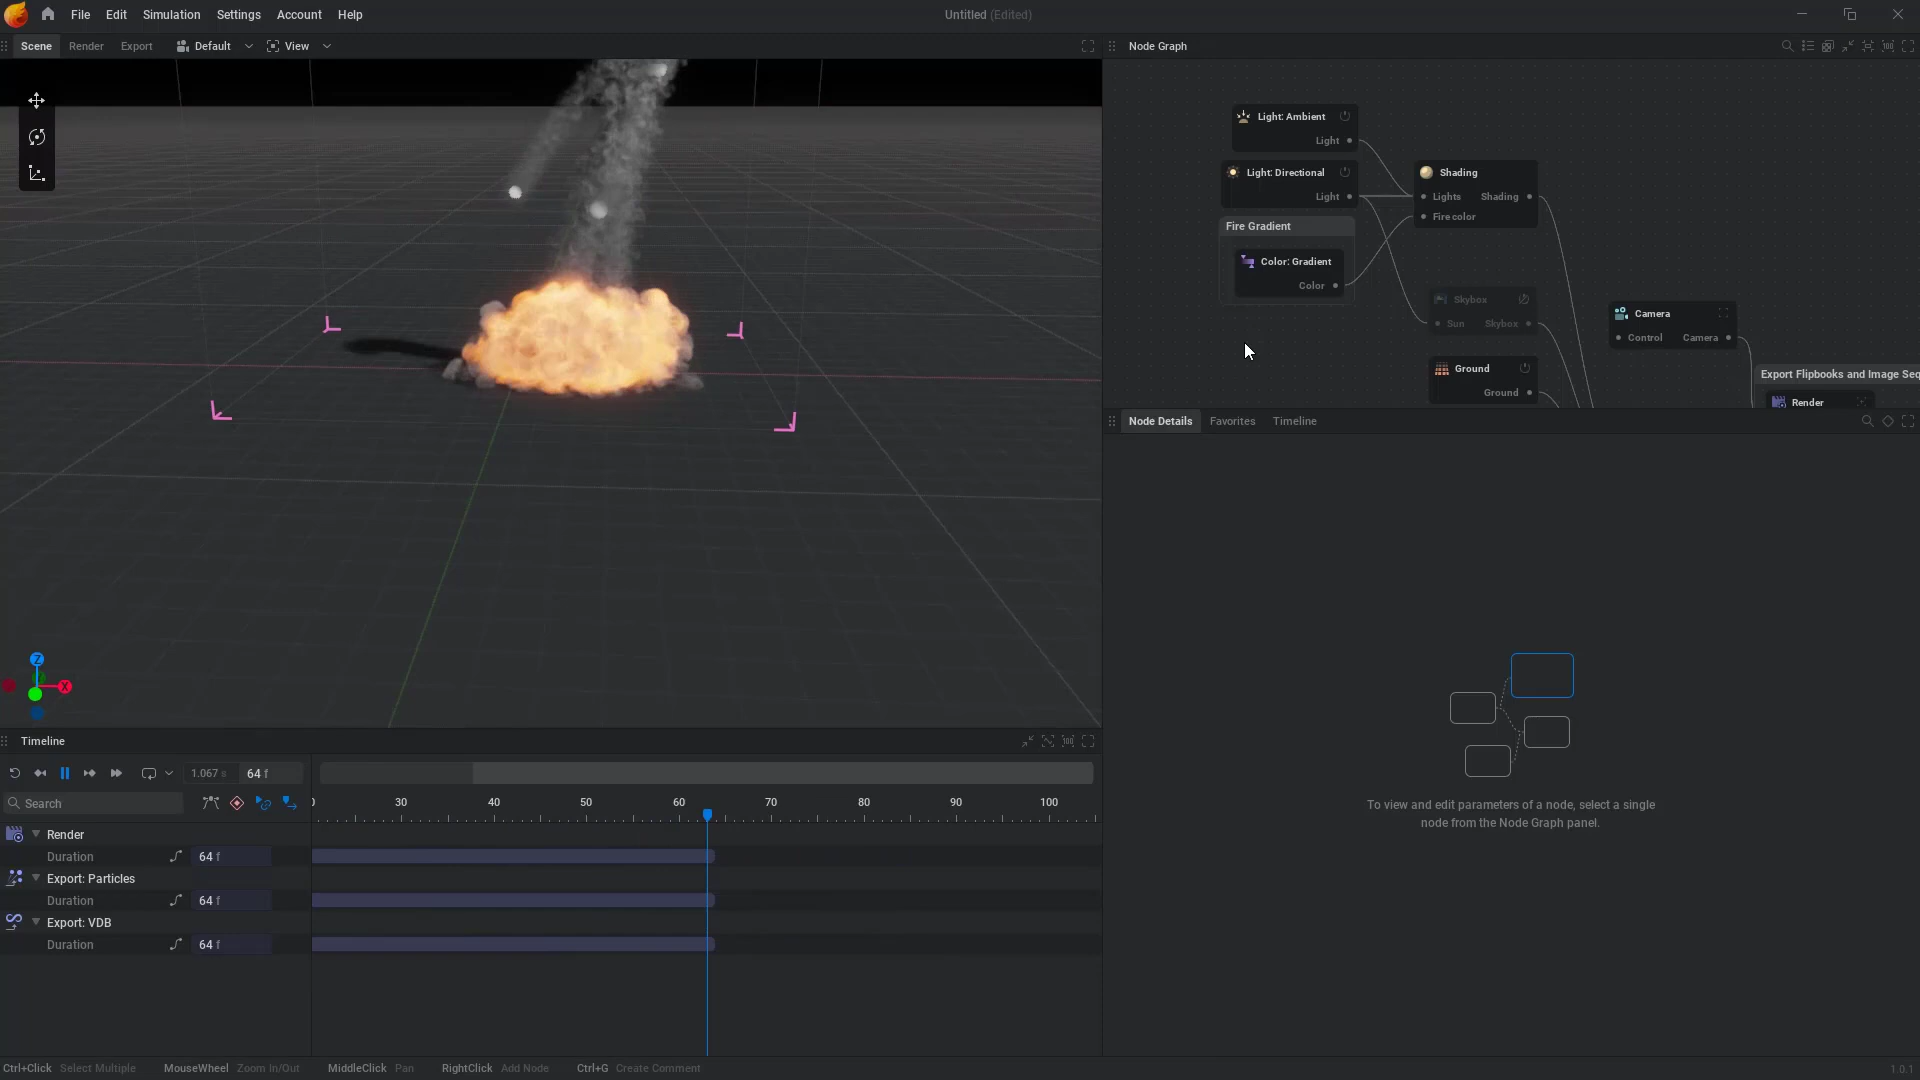 File Edit Simulation Settings Account Help
Untitled (Edited)
Scene Render Export Default View
Node Graph
Light: Ambient
Light
Light: Directional
Light
Shading
Lights Shading
Fire color
Fire Gradient
Color: Gradient
Color
Skybox
Sun Skybox
Camera
Control Camera
Ground
Ground
Export Flipbooks and Image Seq
Render
Node Details Favorites Timeline
To view and edit parameters of a node, select a single
node from the Node Graph panel.
Z
X
Timeline
1.067 s 64 f
Search
30 40 50 60 70 80 90 100
Render
Duration 64 f
Export: Particles
Duration 64 f
Export: VDB
Duration 64 f
Ctrl+Click Select Multiple MouseWheel Zoom In/Out MiddleClick Pan RightClick Add Node Ctrl+G Create Comment
1.0.1